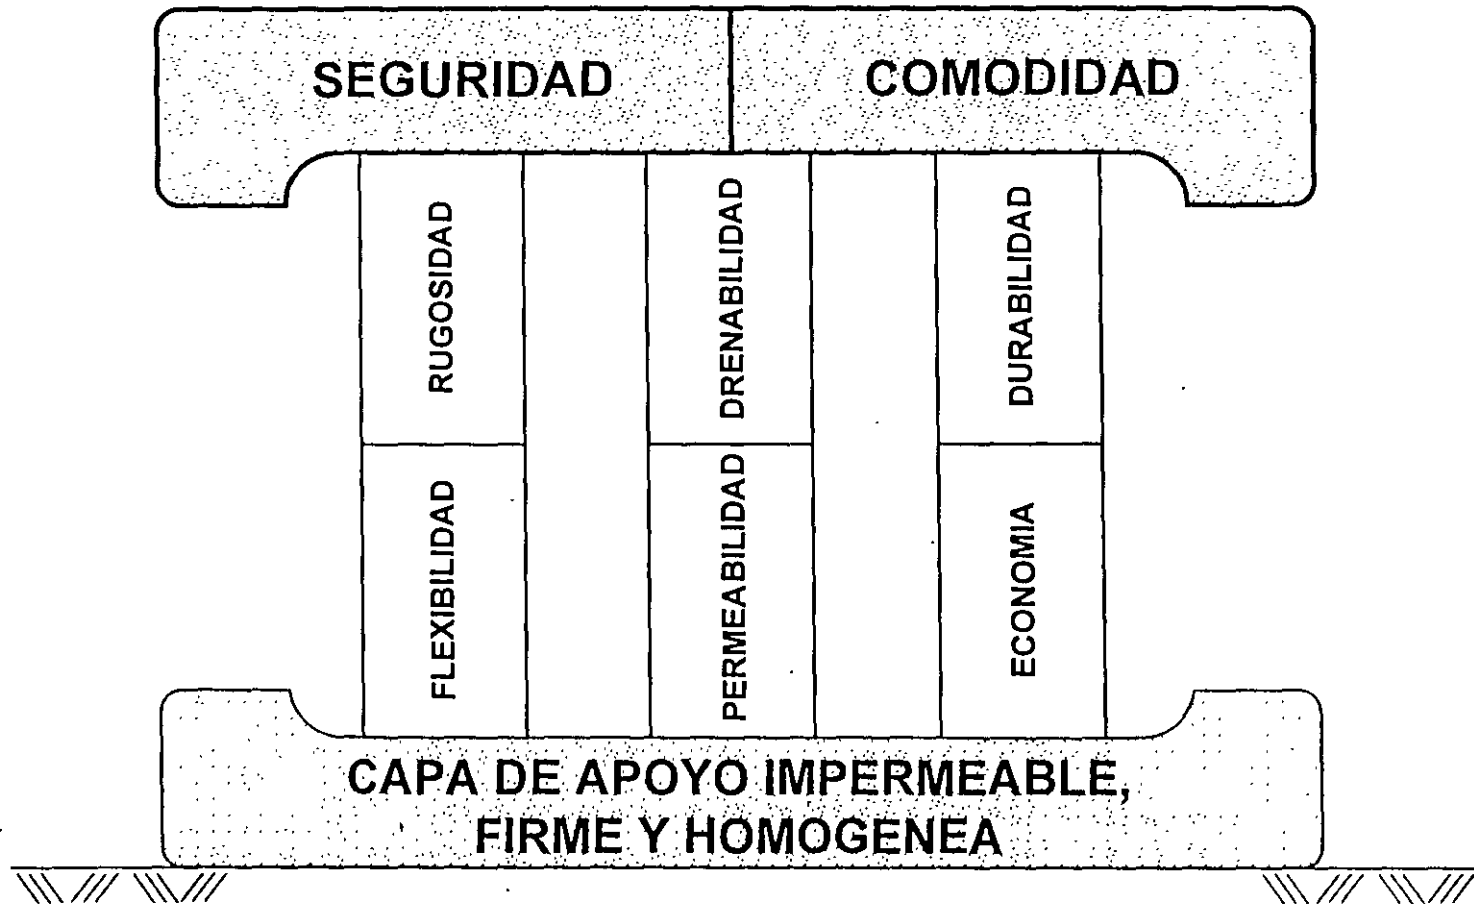 SEGURIDAD
COMODIDAD
RUGOSIDAD
DRENABILIDAD
DURABILIDAD
FLEXIBILIDAD
PERMEABILIDAD
ECONOMIA
CAPA DE APOYO IMPERMEABLE,
FIRME Y HOMOGENEA